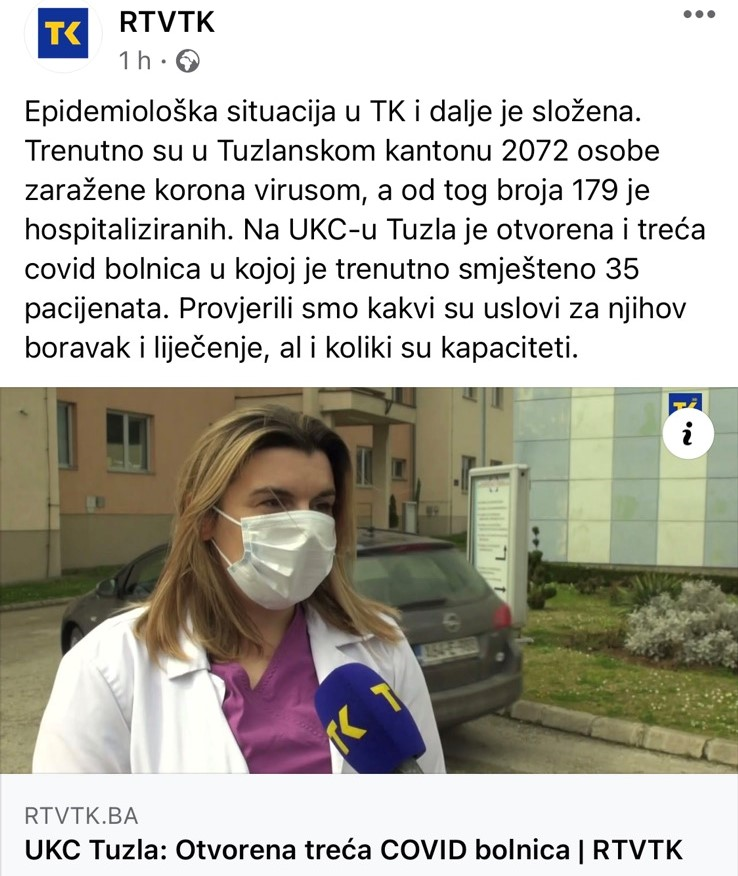 RTVTK
1 h ·
Epidemiološka situacija u TK i dalje je složena.
Trenutno su u Tuzlanskom kantonu 2072 osobe
zaražene korona virusom, a od tog broja 179 je
hospitaliziranih. Na UKC-u Tuzla je otvorena i treća
covid bolnica u kojoj je trenutno smješteno 35
pacijenata. Provjerili smo kakvi su uslovi za njihov
boravak i liječenje, al i koliki su kapaciteti.
TK
RTVTK.BA
UKC Tuzla: Otvorena treća COVID bolnica | RTVTK